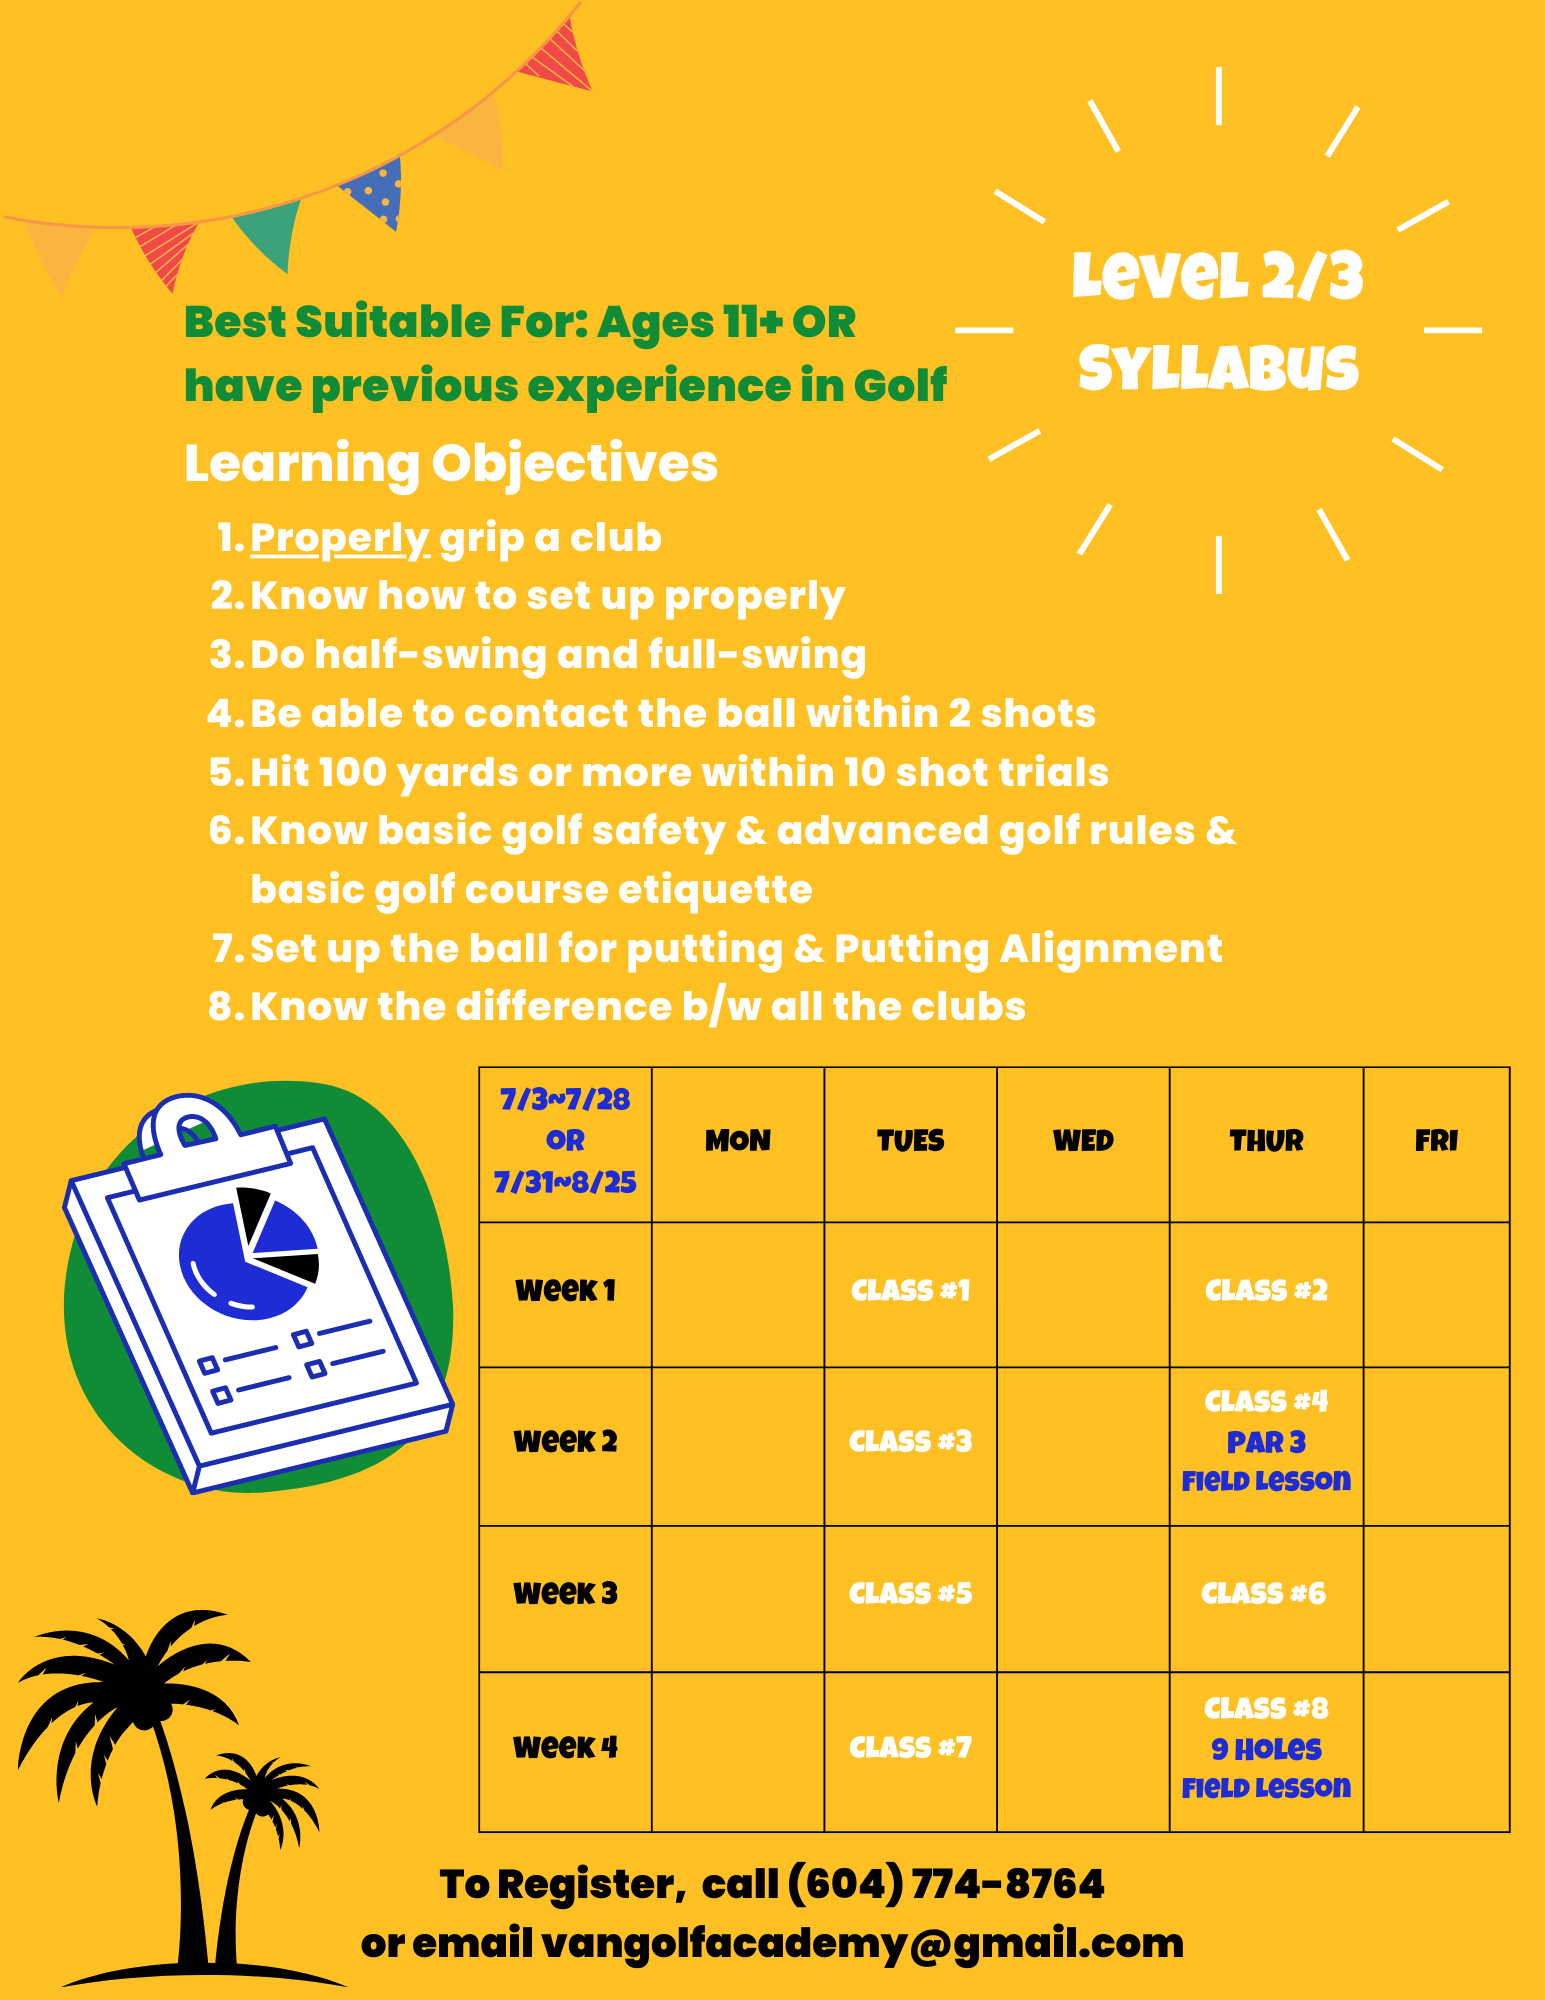 Level 2/3
SYLLABUS
Best Suitable For: Ages 11+ OR
have previous experience in Golf
Learning Objectives
1. Properly grip a club
2. Know how to set up properly
3. Do half-swing and full-swing
4. Be able to contact the ball within 2 shots
5. Hit 100 yards or more within 10 shot trials
6. Know basic golf safety & advanced golf rules &
basic golf course etiquette
7. Set up the ball for putting & Putting Alignment
8. Know the difference b/w all the clubs
7/3~7/28
OR
7/31~8/25
MON
TUES
WED
THUR
FRI
Week 1
CLASS #1
CLASS #2
Week 2
CLASS #3
CLASS #4
PAR 3
Field Lesson
Week 3
CLASS #5
CLASS #6
Week 4
CLASS #7
CLASS #8
9 Holes
Field Lesson
To Register, call (604) 774-8764
or email vangolfacademy@gmail.com